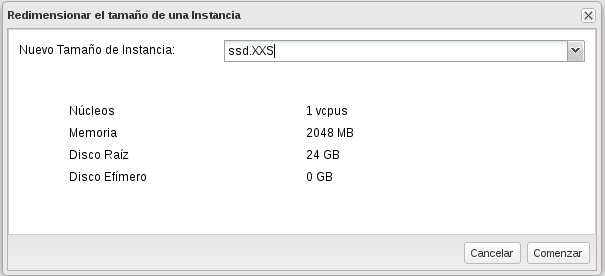 Redimensionar el tamaño de una Instancia
Nuevo Tamaño de Instancia: ssd.XXS
Núcleos 1 vcpus
Memoria 2048 MB
Disco Raíz 24 GB
Disco Efímero 0 GB
Cancelar Comenzar